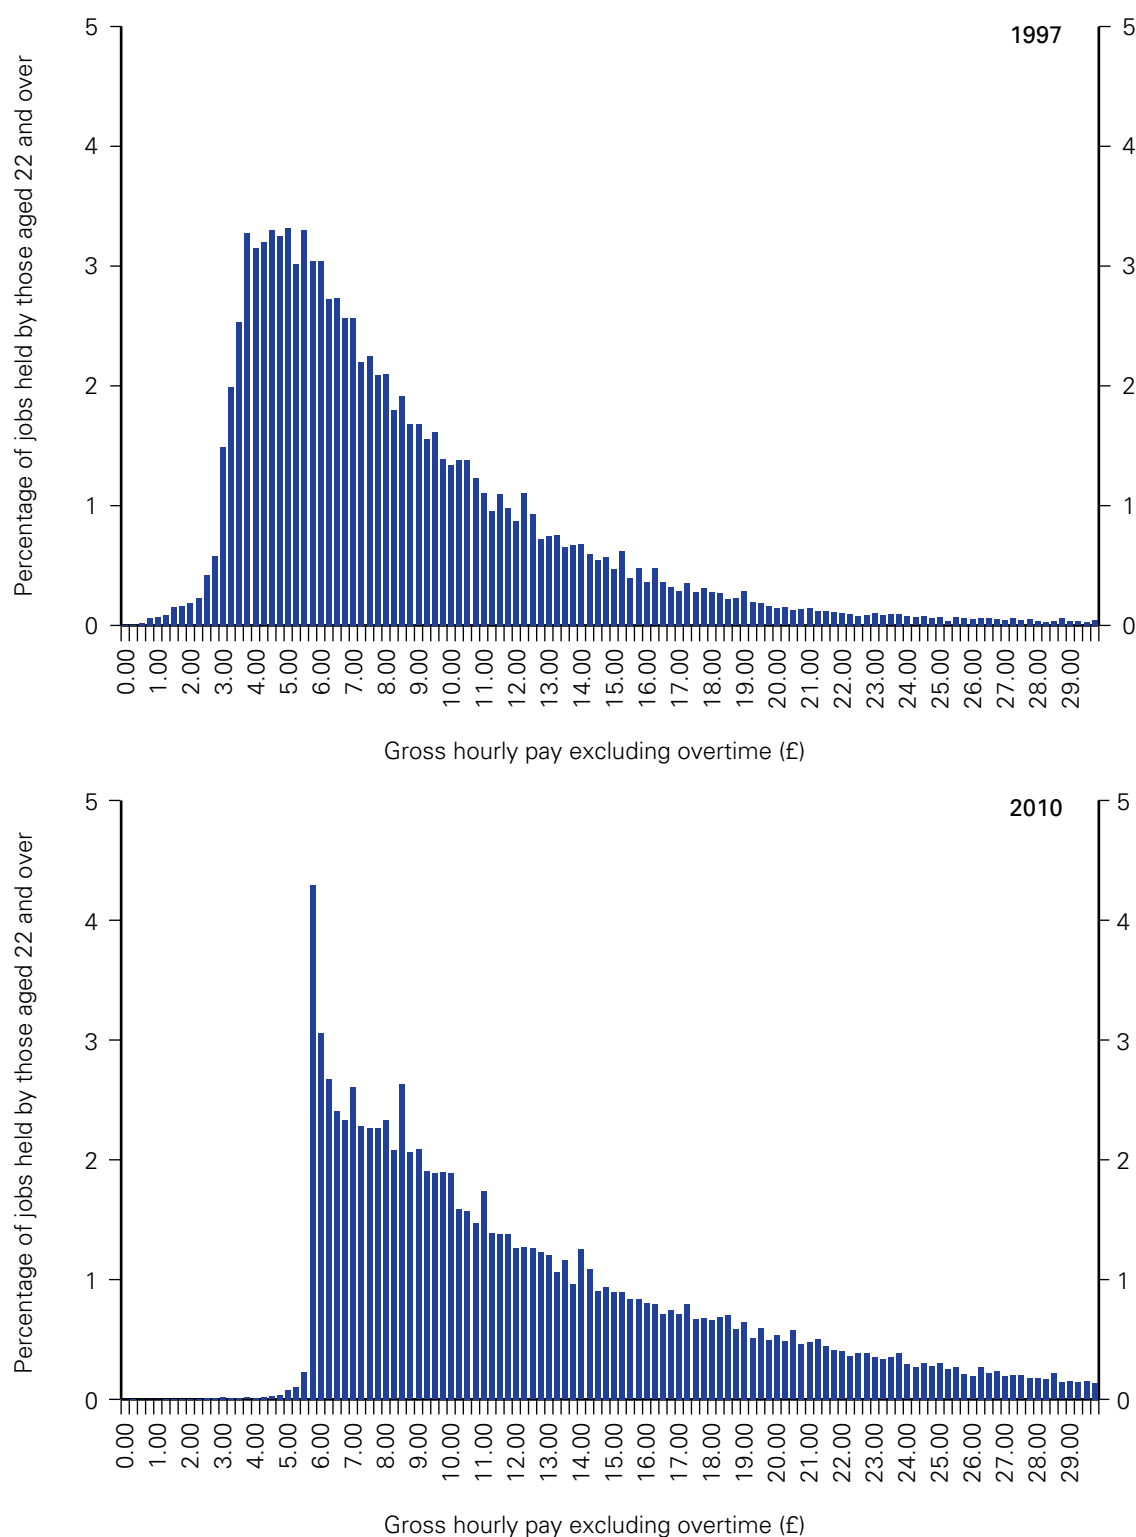 1997
Percentage of jobs held by those aged 22 and over
5 5
4 4
3 3
2 2
1 1
0 0
0.00 1.00 2.00 3.00 4.00 5.00 6.00 7.00 8.00 9.00 10.00 11.00 12.00 13.00 14.00 15.00 16.00 17.00 18.00 19.00 20.00 21.00 22.00 23.00 24.00 25.00 26.00 27.00 28.00 29.00
Gross hourly pay excluding overtime (£)
2010
Percentage of jobs held by those aged 22 and over
5 5
4 4
3 3
2 2
1 1
0 0
0.00 1.00 2.00 3.00 4.00 5.00 6.00 7.00 8.00 9.00 10.00 11.00 12.00 13.00 14.00 15.00 16.00 17.00 18.00 19.00 20.00 21.00 22.00 23.00 24.00 25.00 26.00 27.00 28.00 29.00
Gross hourly pay excluding overtime (£)